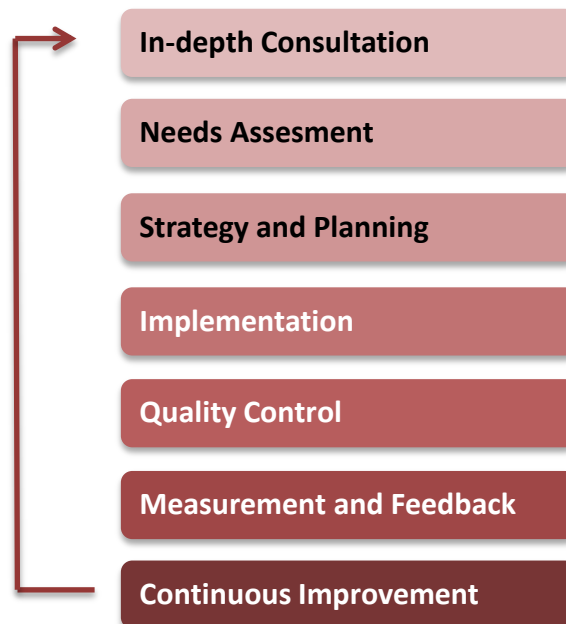 In-depth Consultation
Needs Assesment
Strategy and Planning
Implementation
Quality Control
Measurement and Feedback
Continuous Improvement